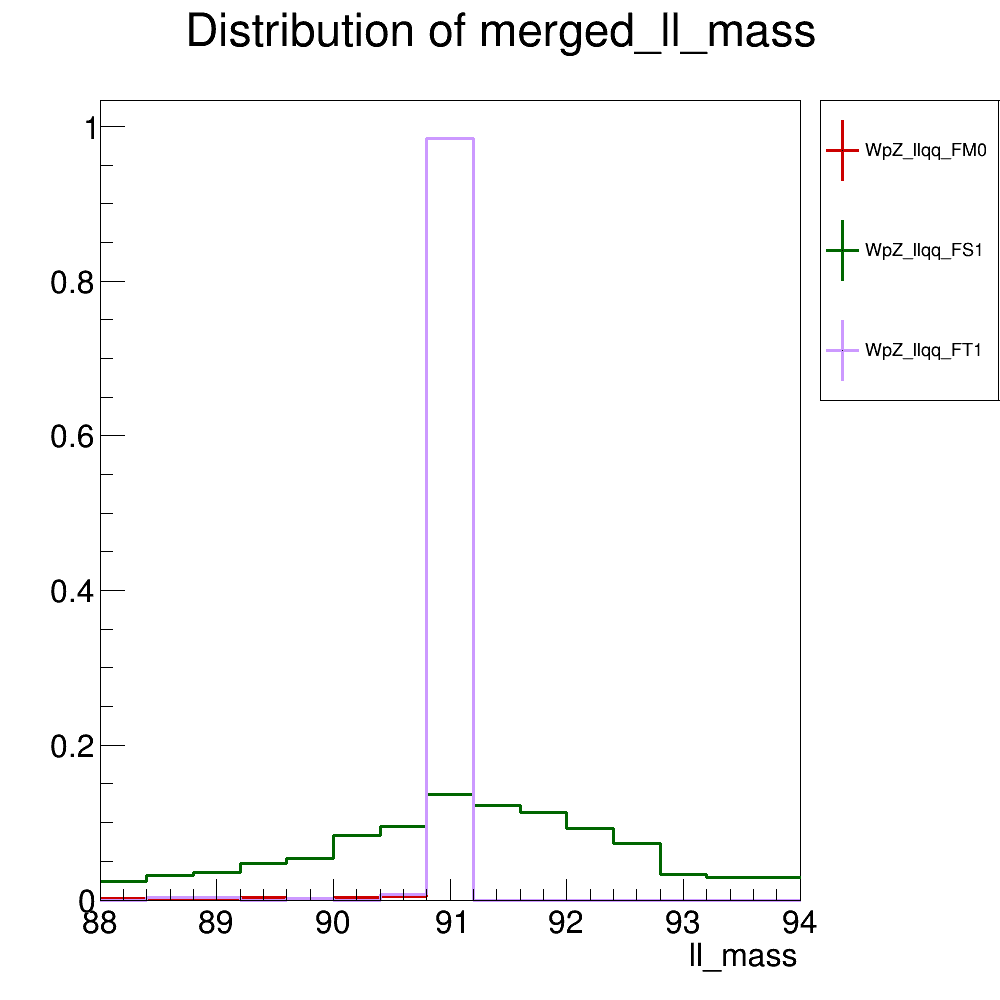 Distribution of merged_ll_mass
1
0.8
0.6
0.4
0.2
0
88 89 90 91 92 93 94
ll_mass
WpZ_llqq_FM0
WpZ_llqq_FS1
WpZ_llqq_FT1